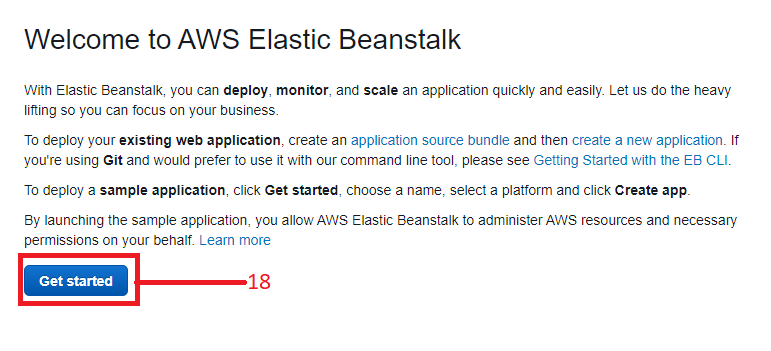 Welcome to AWS Elastic Beanstalk
With Elastic Beanstalk, you can deploy, monitor, and scale an application quickly and easily. Let us do the heavy
lifting so you can focus on your business.
To deploy your existing web application, create an application source bundle and then create a new application. If
you're using Git and would prefer to use it with our command line tool, please see Getting Started with the EB CLI.
To deploy a sample application, click Get started, choose a name, select a platform and click Create app.
By launching the sample application, you allow AWS Elastic Beanstalk to administer AWS resources and necessary
permissions on your behalf. Learn more
Get started 18